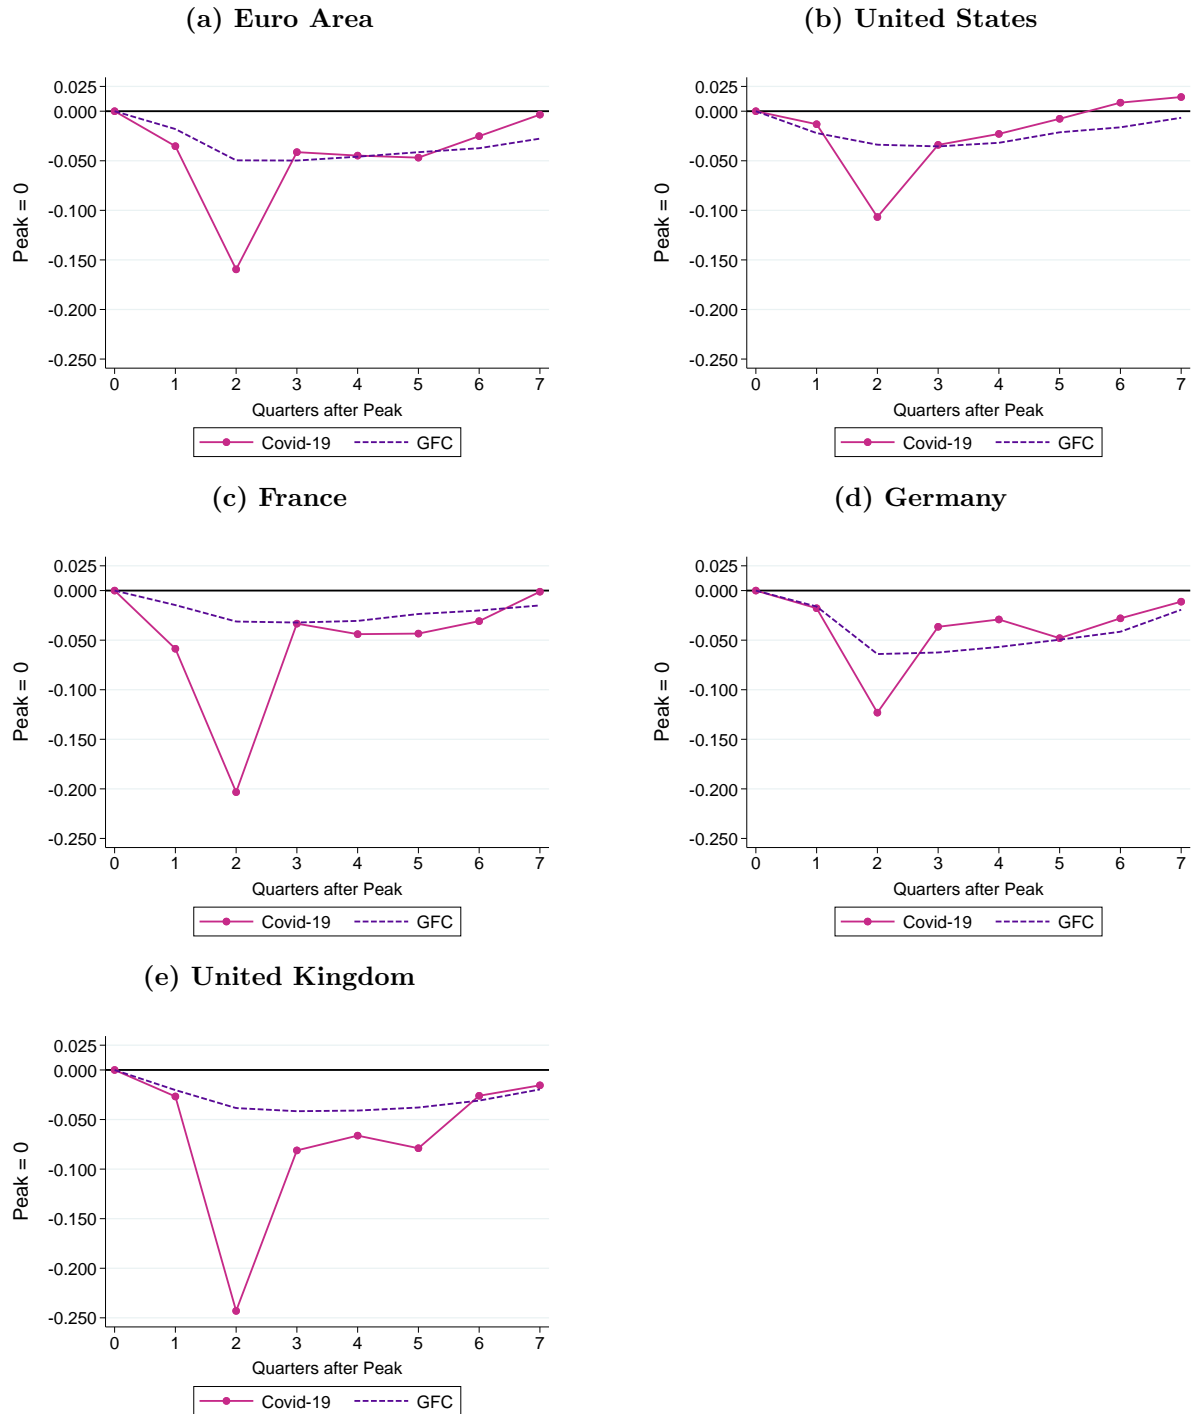 (a) Euro Area
0.025
0.000
-0.050
-0.100
-0.150
-0.200
-0.250
Peak = 0
0 1 2 3 4 5 6 7
Quarters after Peak
Covid-19 GFC
(b) United States
0.025
0.000
-0.050
-0.100
-0.150
-0.200
-0.250
Peak = 0
0 1 2 3 4 5 6 7
Quarters after Peak
Covid-19 GFC
(c) France
0.025
0.000
-0.050
-0.100
-0.150
-0.200
-0.250
Peak = 0
0 1 2 3 4 5 6 7
Quarters after Peak
Covid-19 GFC
(d) Germany
0.025
0.000
-0.050
-0.100
-0.150
-0.200
-0.250
Peak = 0
0 1 2 3 4 5 6 7
Quarters after Peak
Covid-19 GFC
(e) United Kingdom
0.025
0.000
-0.050
-0.100
-0.150
-0.200
-0.250
Peak = 0
0 1 2 3 4 5 6 7
Quarters after Peak
Covid-19 GFC